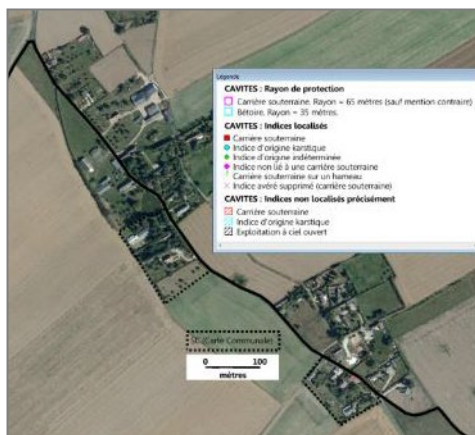 Légende
CAVITES : Rayon de protection
Carrière souterraine. Rayon = 65 mètres (sauf mention contraire)
Bétoire. Rayon = 35 mètres.
CAVITES : Indices localisés
Carrière souterraine
Indice d'origine karstique
Indice d'origine indéterminée
Indice non lié à une carrière souterraine
Carrière souterraine sur un hameau
Indice avéré supprimé (carrière souterraine)
CAVITES : Indices non localisés précisément
Carrière souterraine
Indice d'origine karstique
Exploitation à ciel ouvert
(Carte Communale)
0 100
mètres